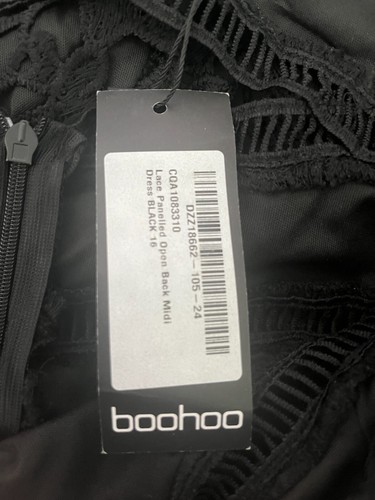 DZZ18662-105-24
CQA1083310
Lace Panelled Open Back Midi
Dress BLACK 16
boohoo